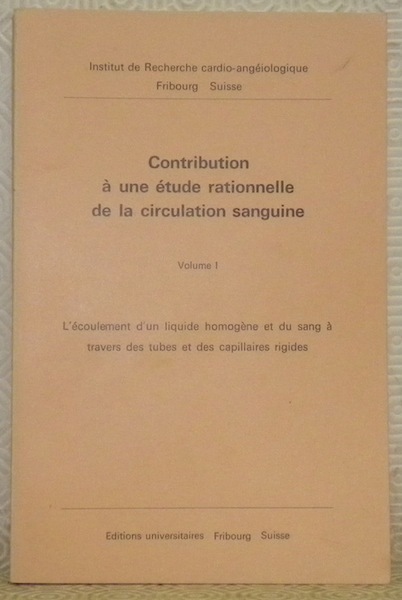 Institut de Recherche cardio-angéiologique
Fribourg Suisse
Contribution
à une étude rationnelle
de la circulation sanguine
Volume I
L'écoulement d'un liquide homogène et du sang à
travers des tubes et des capillaires rigides
Editions universitaires Fribourg Suisse